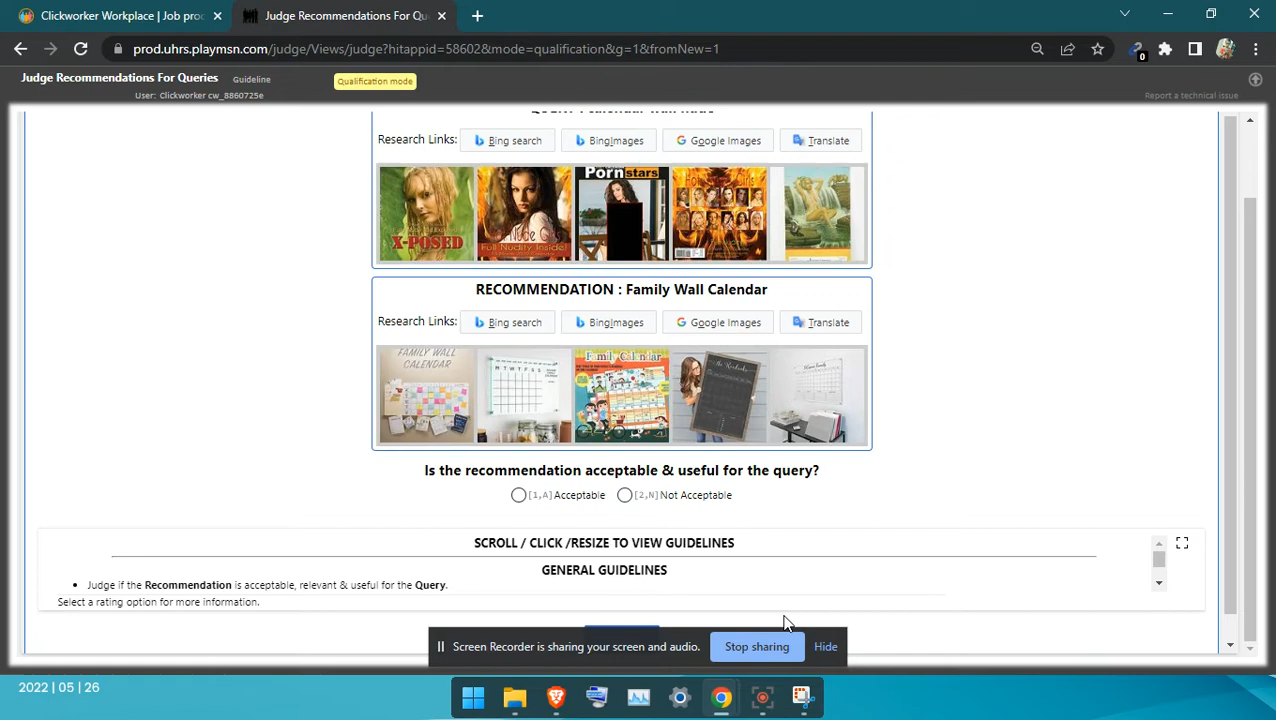 Clickworker Workplace | Job pro
Judge Recommendations For Qu
prod.uhrs.playmsn.com/judge/Views/judge?hitappid=58602&mode=qualification&g=1&fromNew=1
0
Judge Recommendations For Queries
Guideline
Qualification mode
User: Clickworker cw_8860725e
Report a technical issue
Research Links:
Bing search
BingImages
Google Images
Translate
X-POSED
Full Nudity Inside!
Pornstars
RECOMMENDATION : Family Wall Calendar
Research Links:
Bing search
BingImages
Google Images
Translate
FAMILY WALL
CALENDAR
M T W T F S
Family Calendar
Is the recommendation acceptable & useful for the query?
[1,A] Acceptable
[2,N] Not Acceptable
SCROLL / CLICK /RESIZE TO VIEW GUIDELINES
GENERAL GUIDELINES
• Judge if the Recommendation is acceptable, relevant & useful for the Query.
Select a rating option for more information.
Screen Recorder is sharing your screen and audio.
Stop sharing
Hide
2022 | 05 | 26